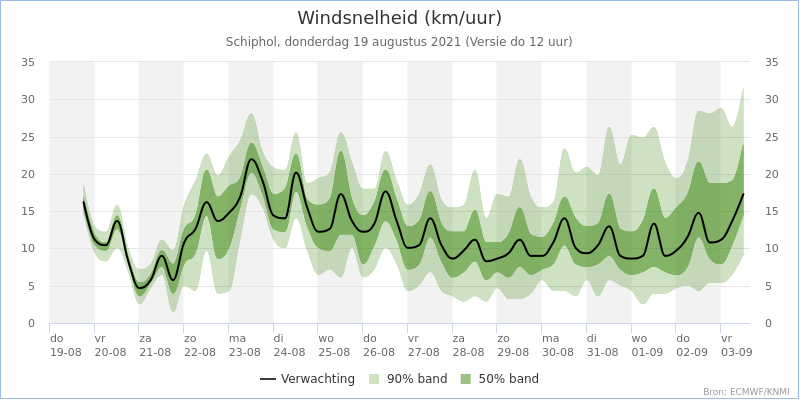 Windsnelheid (km/uur)
Schiphol, donderdag 19 augustus 2021 (Versie do 12 uur)
35 35
30 30
25 25
20 20
15 15
10 10
5 5
0 0
do vr za zo ma di wo do vr za zo ma di wo do vr
19-08 20-08 21-08 22-08 23-08 24-08 25-08 26-08 27-08 28-08 29-08 30-08 31-08 01-09 02-09 03-09
Verwachting 90% band 50% band
Bron: ECMWF/KNMI